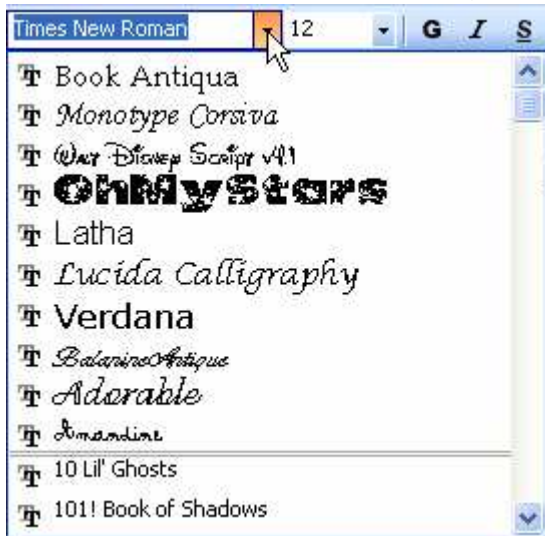 Times New Roman 12 G I S
Book Antiqua
Monotype Corsiva
Walt Disney Script v4.1
OhMyStars
Latha
Lucida Calligraphy
Verdana
BalanineAntique
Adorable
Amandine
10 Lil' Ghosts
101! Book of Shadows